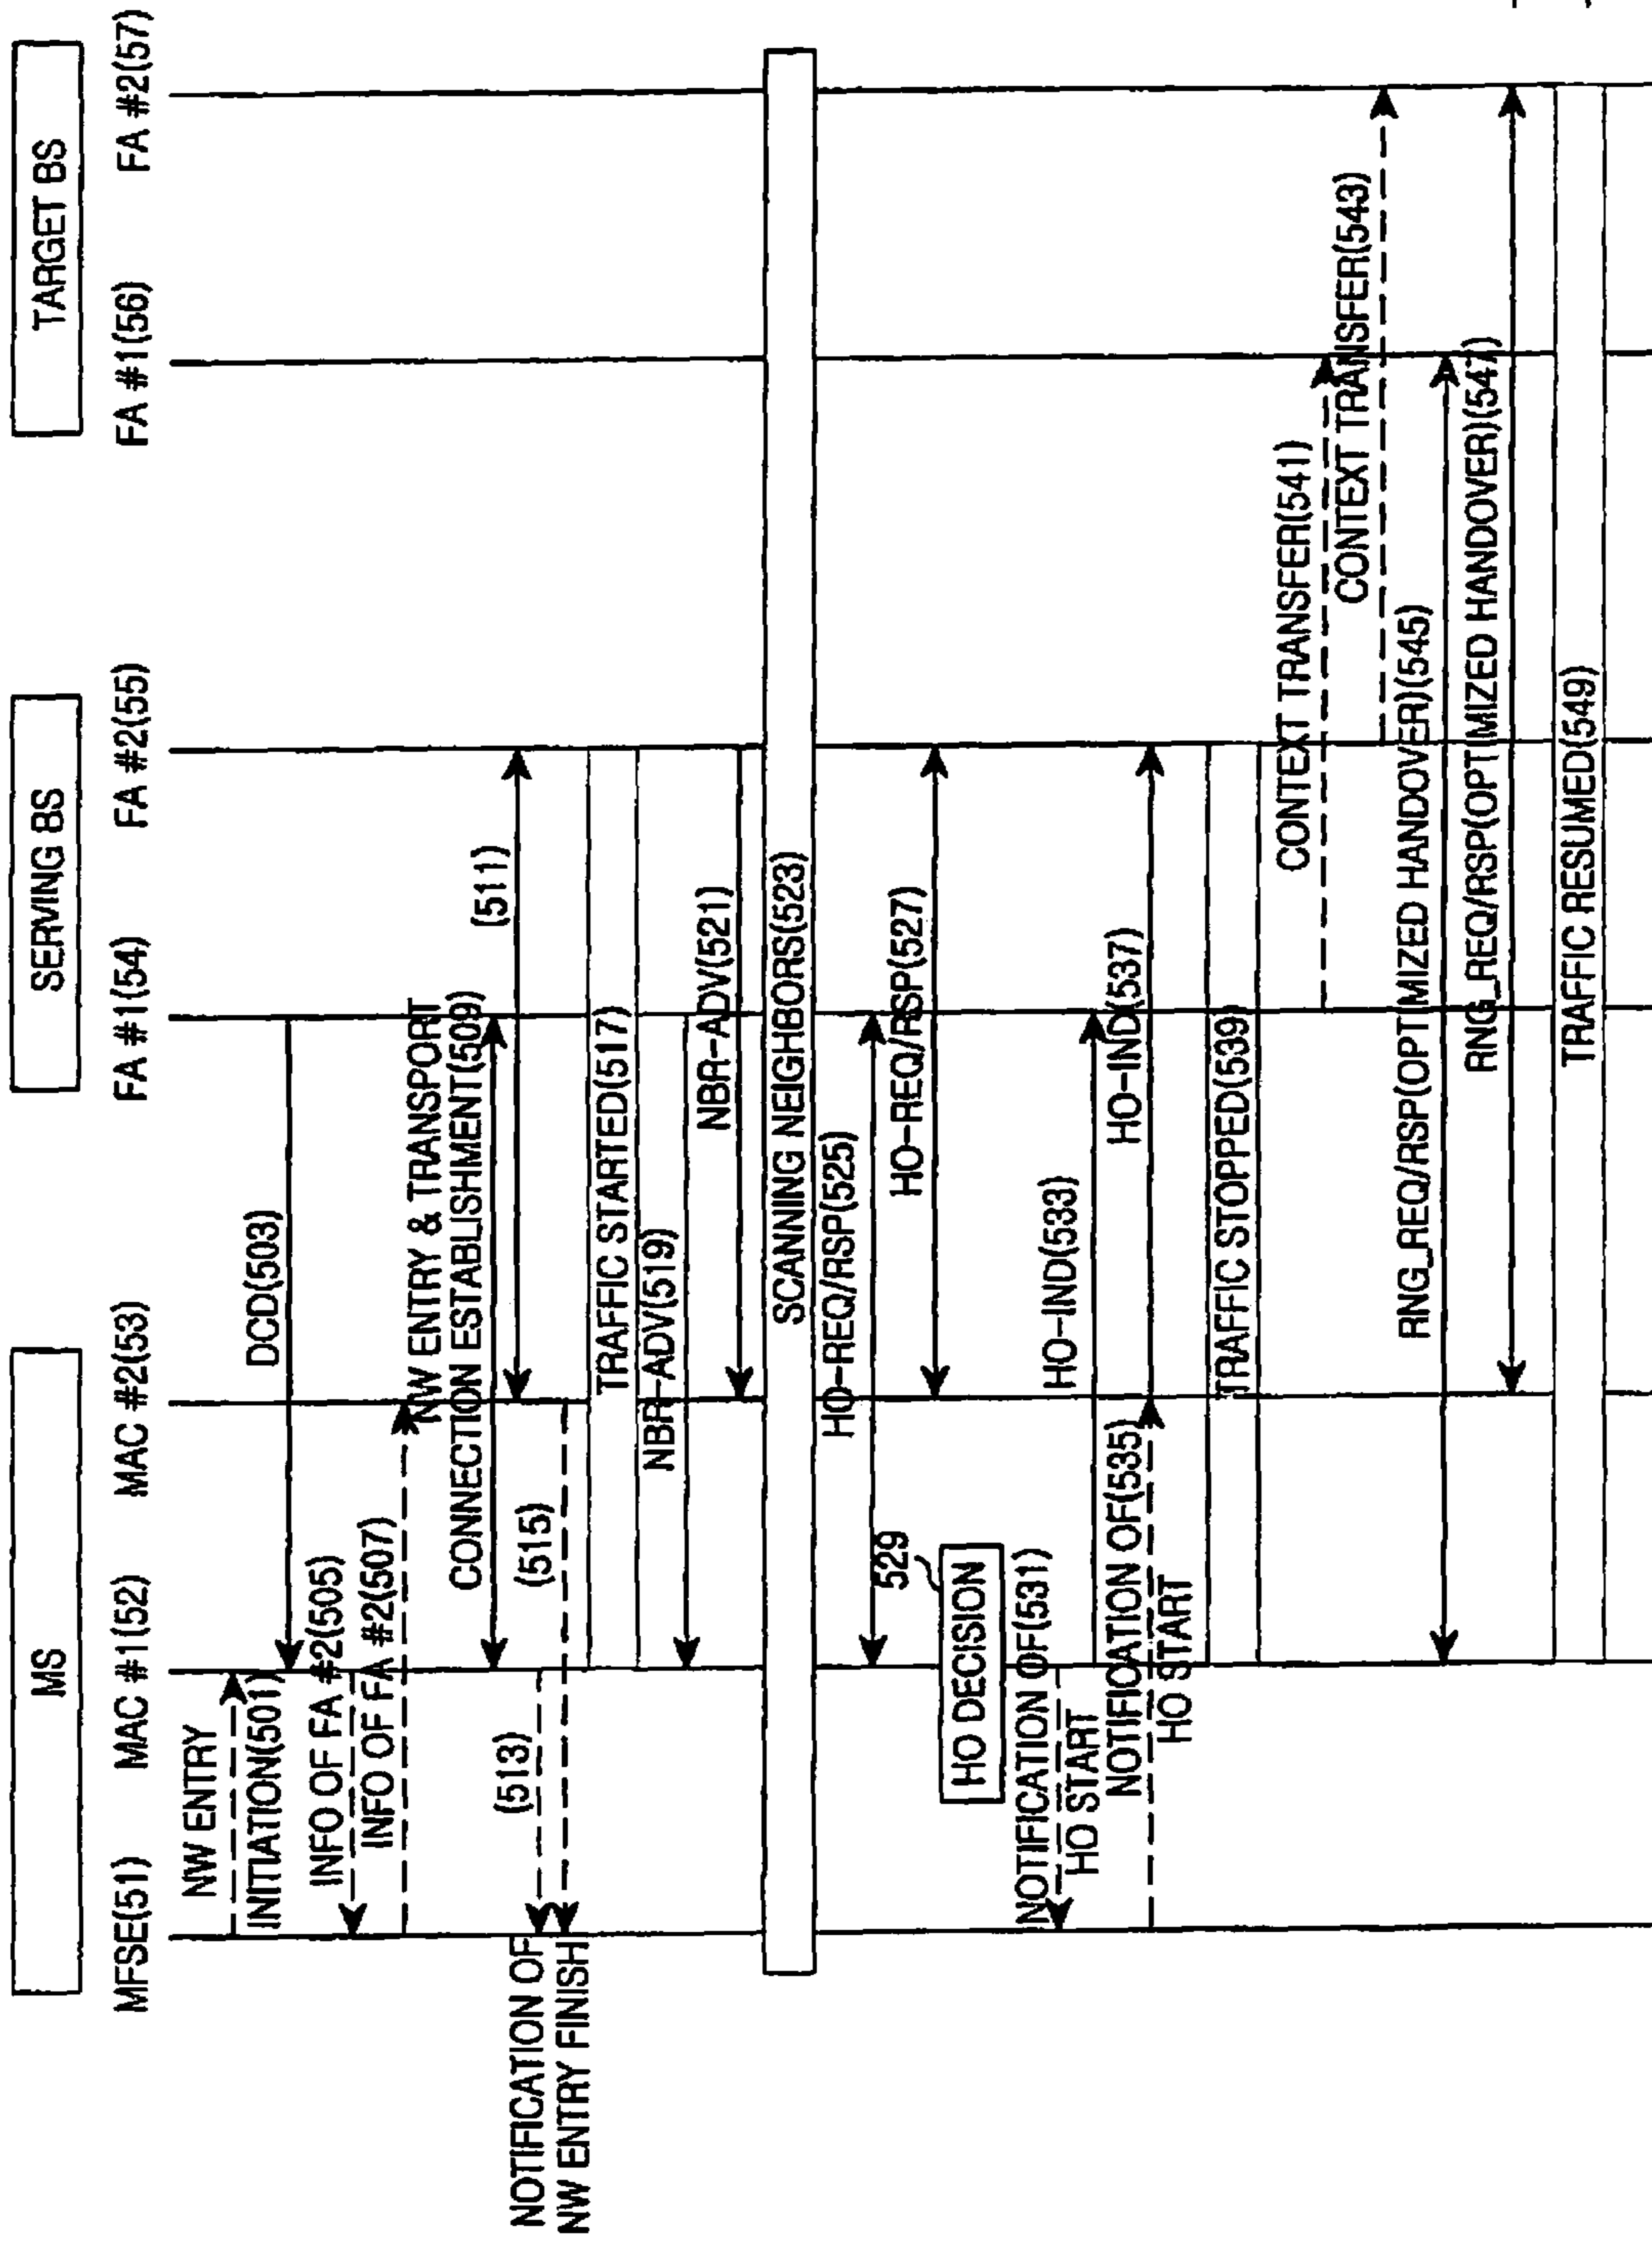 MS
SERVING BS
TARGET BS
MFSE(51)
MAC #1(52)
MAC #2(53)
FA #1(54)
FA #2(55)
FA #1(56)
FA #2(57)
NW ENTRY
INITIATION(501)
DCD(503)
INFO OF FA #2(505)
INFO OF FA #2(507)
NW ENTRY & TRANSPORT
CONNECTION ESTABLISHMENT(509)
(511)
(513)
(515)
NOTIFICATION OF
NW ENTRY FINISH
TRAFFIC STARTED(517)
NBR-ADV(519)
NBR-ADV(521)
SCANNING NEIGHBORS(523)
HO-REQ/RSP(525)
HO-REQ/RSP(527)
529
HO DECISION
NOTIFICATION OF(531)
HO START
HO-IND(533)
NOTIFICATION OF(535)
HO START
HO-IND(537)
TRAFFIC STOPPED(539)
CONTEXT TRANSFER(541)
CONTEXT TRANSFER(543)
RNG_REQ/RSP(OPTIMIZED HANDOVER)(545)
RNG_REQ/RSP(OPTIMIZED HANDOVER)(547)
TRAFFIC RESUMED(549)